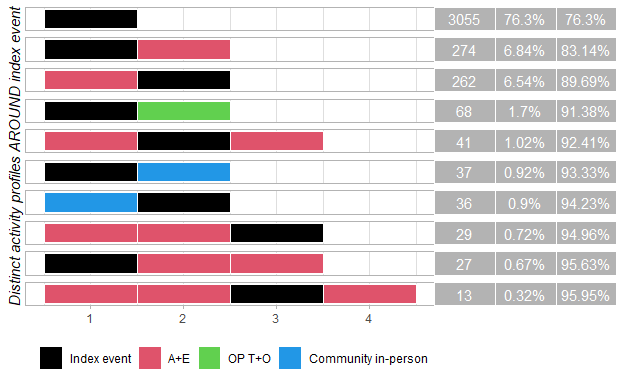 Distinct activity profiles AROUND index event
3055 76.3% 76.3%
274 6.84% 83.14%
262 6.54% 89.69%
68 1.7% 91.38%
41 1.02% 92.41%
37 0.92% 93.33%
36 0.9% 94.23%
29 0.72% 94.96%
27 0.67% 95.63%
13 0.32% 95.95%
1 2 3 4
Index event A+E OP T+O Community in-person